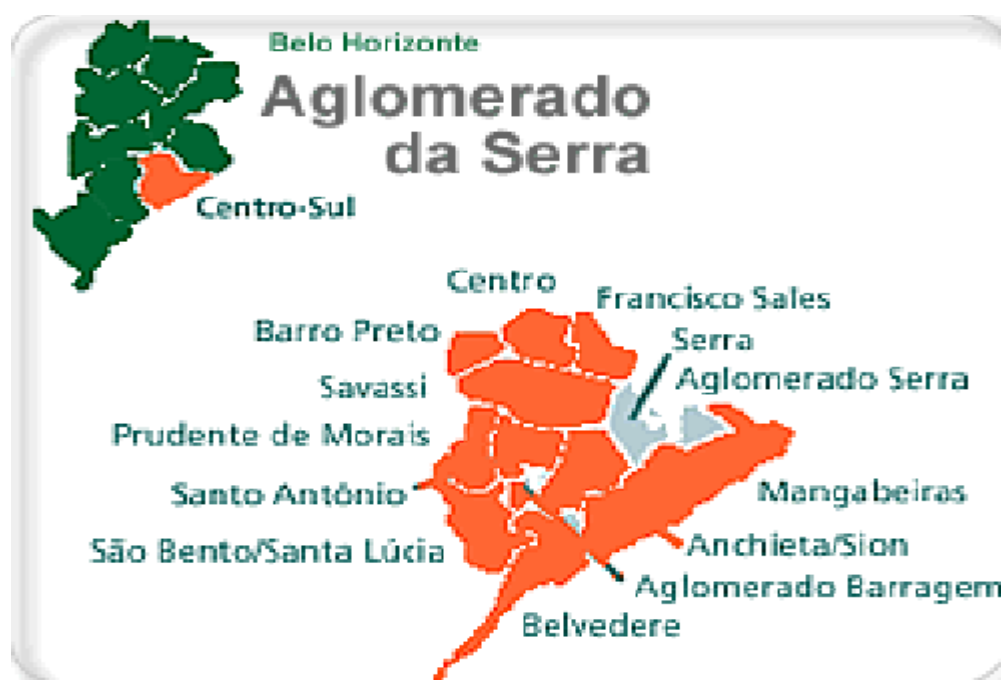 Belo Horizonte
Aglomerado
da Serra
Centro-Sul
Centro
Francisco Sales
Barro Preto
Serra
Savassi
Aglomerado Serra
Prudente de Morais
Santo Antônio
Mangabeiras
São Bento/Santa Lúcia
Anchieta/Sion
Aglomerado Barragem
Belvedere